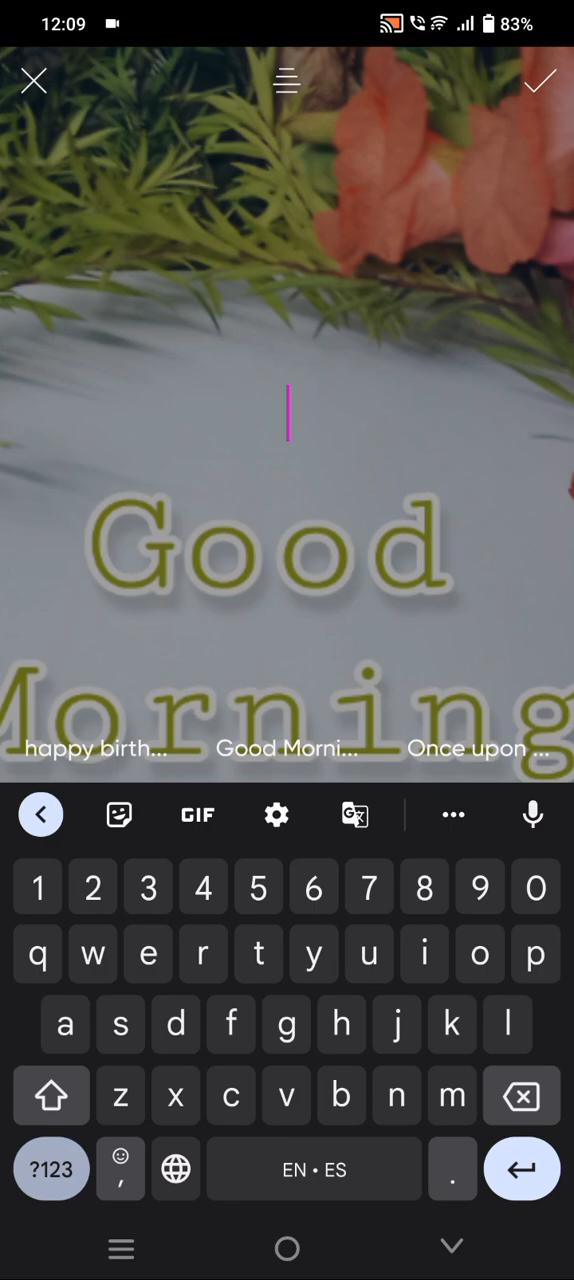 12:09
83%
Good
Morning
happy birth...
Good Morni...
Once upon ...
GIF
1 2 3 4 5 6 7 8 9 0
q w e r t y u i o p
a s d f g h j k l
z x c v b n m
?123 , EN • ES .